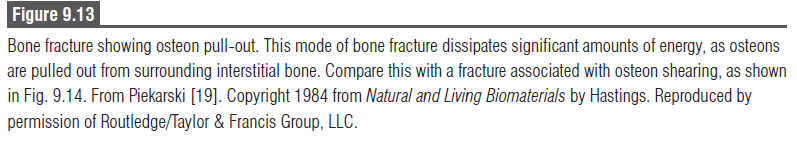 Figure 9.13
Bone fracture showing osteon pull-out. This mode of bone fracture dissipates significant amounts of energy, as osteons
are pulled out from surrounding interstitial bone. Compare this with a fracture associated with osteon shearing, as shown
in Fig. 9.14. From Piekarski [19]. Copyright 1984 from Natural and Living Biomaterials by Hastings. Reproduced by
permission of Routledge/Taylor & Francis Group, LLC.